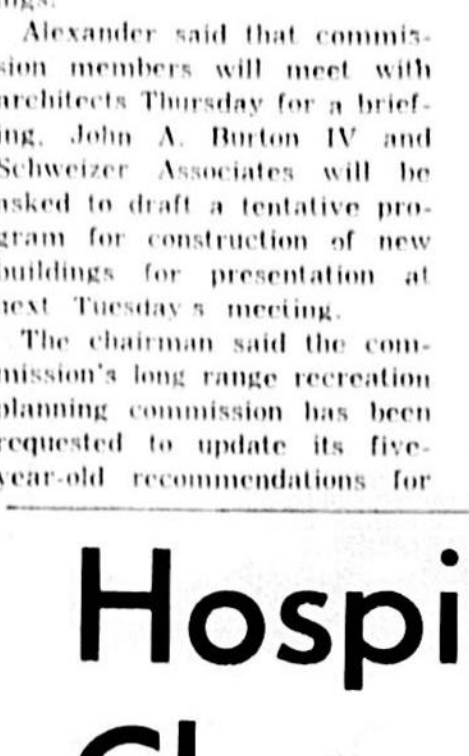 ings.
Alexander said that commis-
sion members will meet with
architects Thursday for a brief-
ing. John A. Burton IV and
Schweizer Associates will be
asked to draft a tentative pro-
gram for construction of new
buildings for presentation at
next Tuesday's meeting.
The chairman said the com-
mission's long range recreation
planning commission has been
requested to update its five-
year-old recommendations for
Hospi